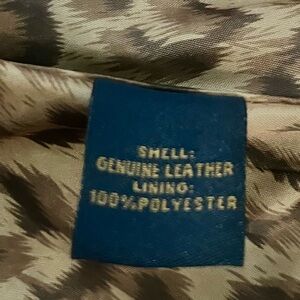 SHELL:
GENUINE LEATHER
LINING:
100% POLYESTER